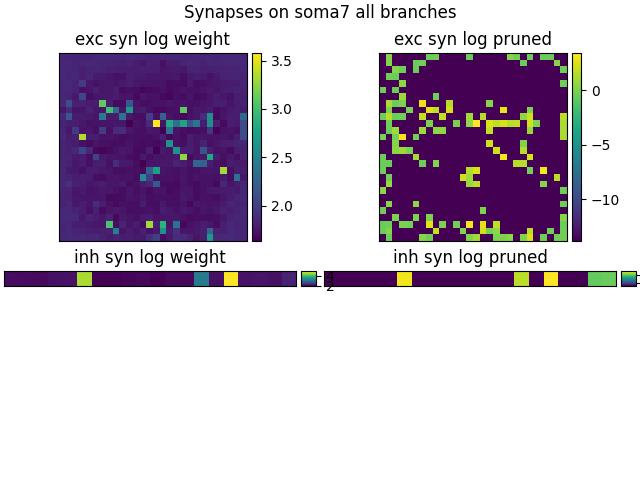 Synapses on soma7 all branches
exc syn log weight
exc syn log pruned
3.5
3.0
2.5
2.0
0
−5
−10
inh syn log weight
inh syn log pruned
2